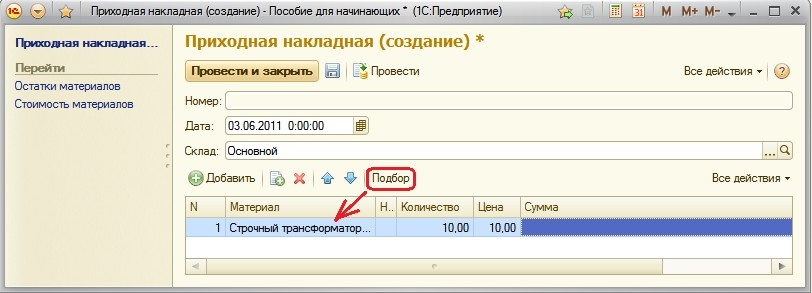 Приходная накладная (создание) - Пособие для начинающих * (1С:Предприятие)
M M+ M-
Приходная накладная...
Перейти
Остатки материалов
Стоимость материалов
Приходная накладная (создание) *
Провести и закрыть Провести Все действия
Номер:
Дата: 03.06.2011 0:00:00
Склад: Основной ...
Добавить Подбор Все действия
N Материал Н.. Количество Цена Сумма
1 Строчный трансформатор... 10,00 10,00